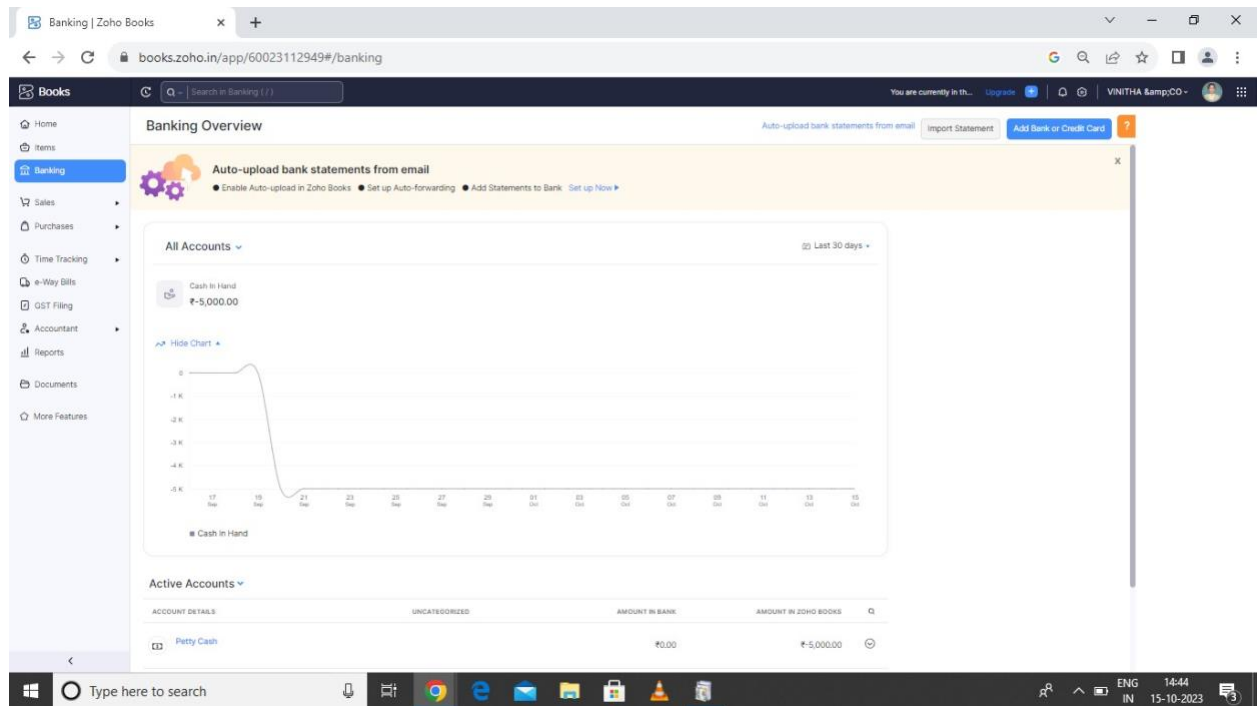 Banking | Zoho Books
books.zoho.in/app/60023112949#/banking
Books
Search in Banking ( / )
You are currently in th...
Upgrade
VINITHA &amp;CO
Home
Items
Banking
Sales
Purchases
Time Tracking
e-Way Bills
GST Filing
Accountant
Reports
Documents
More Features
Banking Overview
Auto-upload bank statements from email
Import Statement
Add Bank or Credit Card
?
Auto-upload bank statements from email
Enable Auto-upload in Zoho Books
Set up Auto-forwarding
Add Statements to Bank
Set up Now
x
All Accounts
Last 30 days
Cash In Hand
₹-5,000.00
Hide Chart
0
-1 K
-2 K
-3 K
-4 K
-5 K
17 Sep
19 Sep
21 Sep
23 Sep
25 Sep
27 Sep
29 Sep
01 Oct
03 Oct
05 Oct
07 Oct
09 Oct
11 Oct
13 Oct
15 Oct
Cash In Hand
Active Accounts
ACCOUNT DETAILS
UNCATEGORIZED
AMOUNT IN BANK
AMOUNT IN ZOHO BOOKS
Petty Cash
₹0.00
₹-5,000.00
Type here to search
ENG
IN
14:44
15-10-2023
3